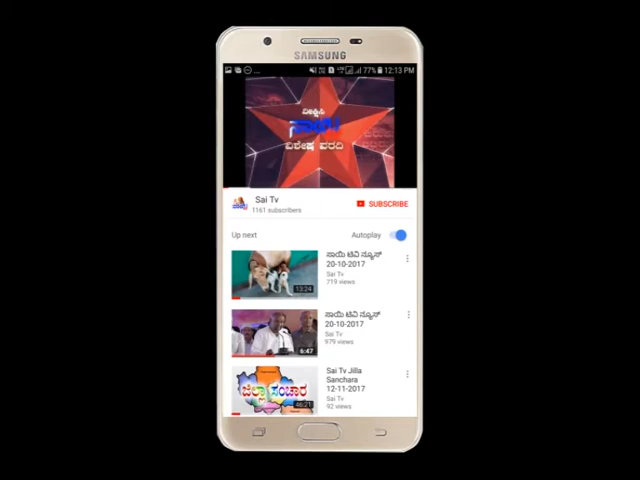 SAMSUNG
77% 12:13 PM
ವೀಕ್ಷಿಸಿ
ವಿಶೇಷ ವರದಿ
Sai Tv
1161 subscribers
SUBSCRIBE
Up next
Autoplay
ಸಾಯಿ ಟಿವಿ ನ್ಯೂಸ್
20-10-2017
Sai Tv
719 views
13:24
ಸಾಯಿ ಟಿವಿ ನ್ಯೂಸ್
20-10-2017
Sai Tv
979 views
6:47
Sai Tv Jilla
Sanchara
12-11-2017
Sai Tv
92 views
ಜಿಲ್ಲಾ ಸಂಚಾರ
46:21